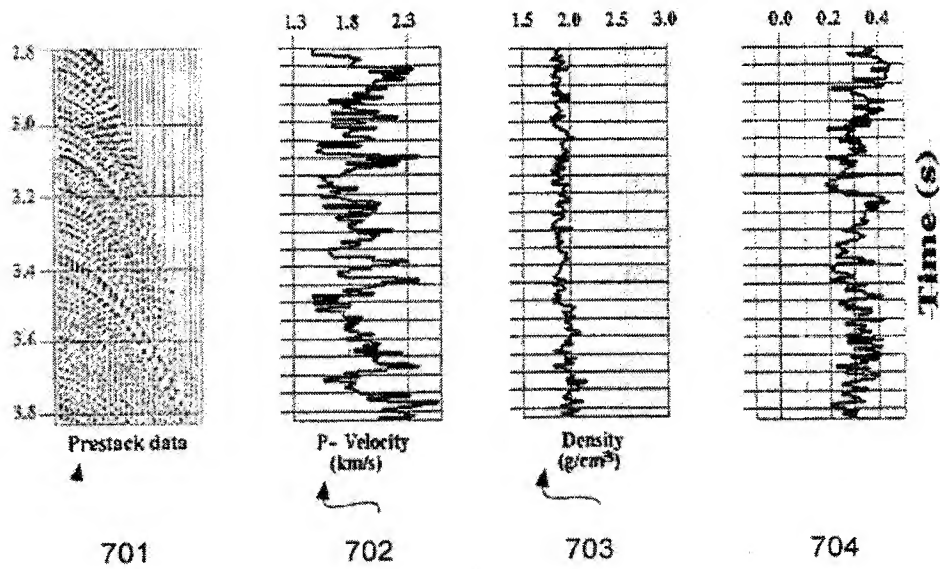 1.3 1.8 2.3
1.5 2.0 3.0
0.0 0.2 0.4
2.8
3.0
3.2
3.4
3.6
3.8
Time (s)
Prestack data
P- Velocity
(km/s)
Density
(g/cm³)
701
702
703
704